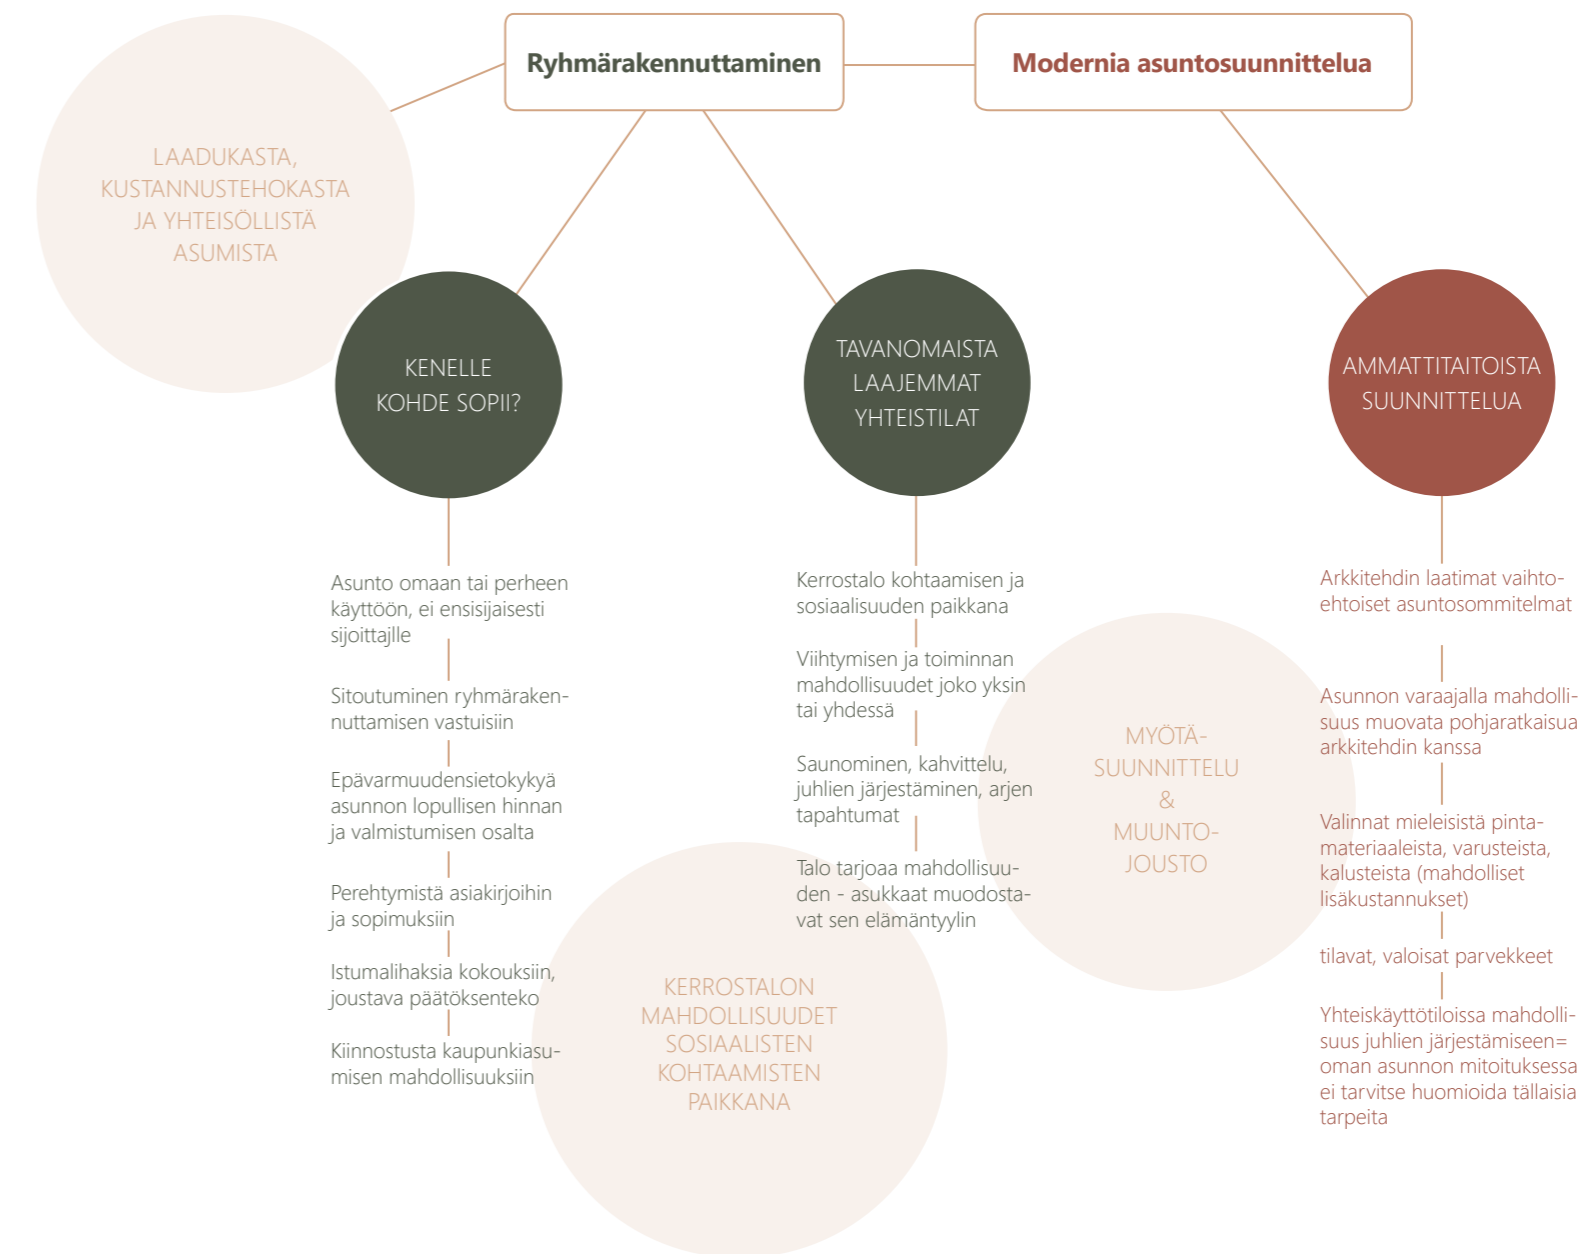 Ryhmärakennuttaminen
Modernia asuntosuunnittelua
LAADUKASTA,
KUSTANNUSTEHOKASTA
JA YHTEISÖLLISTÄ
ASUMISTA
KENELLE
KOHDE SOPII?
Asunto omaan tai perheen
käyttöön, ei ensisijaisesti
sijoittajlle
Sitoutuminen ryhmäraken-
nuttamisen vastuisiin
Epävarmuudensietokykyä
asunnon lopullisen hinnan
ja valmistumisen osalta
Perehtymistä asiakirjoihin
ja sopimuksiin
Istumalihaksia kokouksiin,
joustava päätöksenteko
Kiinnostusta kaupunkiasu-
misen mahdollisuuksiin
TAVANOMAISTA
LAAJEMMAT
YHTEISTILAT
Kerrostalo kohtaamisen ja
sosiaalisuuden paikkana
Viihtymisen ja toiminnan
mahdollisuudet joko yksin
tai yhdessä
Saunominen, kahvittelu,
juhlien järjestäminen, arjen
tapahtumat
Talo tarjoaa mahdollisuu-
den - asukkaat muodosta-
vat sen elämäntyylin
KERROSTALON
MAHDOLLISUUDET
SOSIAALISTEN
KOHTAAMISTEN
PAIKKANA
MYÖTÄ-
SUUNNITTELU
&
MUUNTO-
JOUSTO
AMMATTITAITOISTA
SUUNNITTELUA
Arkkitehdin laatimat vaihto-
ehtoiset asuntosommitelmat
Asunnon varaajalla mahdolli-
suus muovata pohjaratkaisua
arkkitehdin kanssa
Valinnat mieleisistä pinta-
materiaaleista, varusteista,
kalusteista (mahdolliset
lisäkustannukset)
tilavat, valoisat parvekkeet
Yhteiskäyttötiloissa mahdolli-
suus juhlien järjestämiseen=
oman asunnon mitoituksessa
ei tarvitse huomioida tällaisia
tarpeita